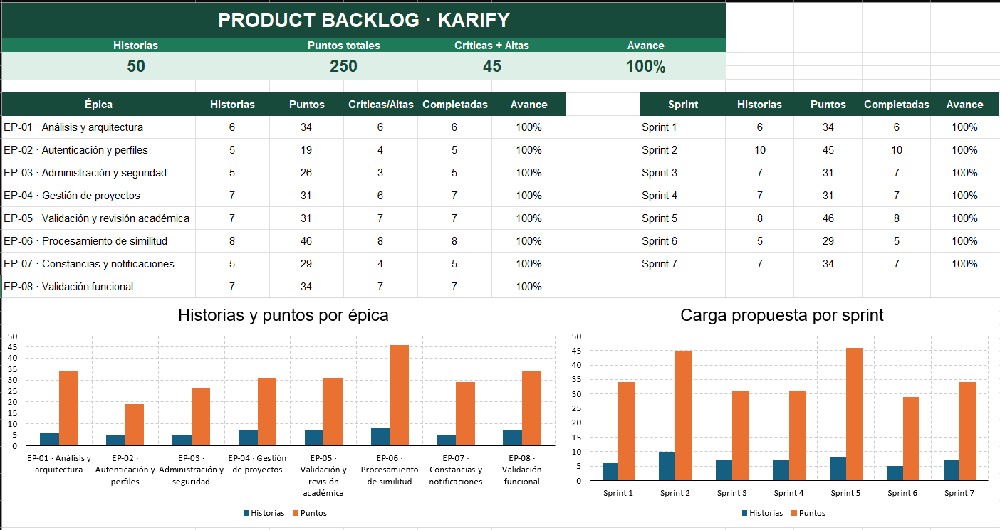 PRODUCT BACKLOG · KARIFY
Historias Puntos totales Críticas + Altas Avance
50 250 45 100%
Épica Historias Puntos Críticas/Altas Completadas Avance
EP-01 · Análisis y arquitectura 6 34 6 6 100%
EP-02 · Autenticación y perfiles 5 19 4 5 100%
EP-03 · Administración y seguridad 5 26 3 5 100%
EP-04 · Gestión de proyectos 7 31 6 7 100%
EP-05 · Validación y revisión académica 7 31 7 7 100%
EP-06 · Procesamiento de similitud 8 46 8 8 100%
EP-07 · Constancias y notificaciones 5 29 4 5 100%
EP-08 · Validación funcional 7 34 7 7 100%
Sprint Historias Puntos Completadas Avance
Sprint 1 6 34 6 100%
Sprint 2 10 45 10 100%
Sprint 3 7 31 7 100%
Sprint 4 7 31 7 100%
Sprint 5 8 46 8 100%
Sprint 6 5 29 5 100%
Sprint 7 7 34 7 100%
Historias y puntos por épica
50
45
40
35
30
25
20
15
10
5
0
EP-01 · Análisis y
arquitectura
EP-02 ·
Autenticación y
perfiles
EP-03 ·
Administración y
seguridad
EP-04 · Gestión
de proyectos
EP-05 ·
Validación y
revisión
académica
EP-06 ·
Procesamiento
de similitud
EP-07 ·
Constancias y
notificaciones
EP-08 ·
Validación
funcional
Historias Puntos
Carga propuesta por sprint
50
45
40
35
30
25
20
15
10
5
0
Sprint 1 Sprint 2 Sprint 3 Sprint 4 Sprint 5 Sprint 6 Sprint 7
Historias Puntos